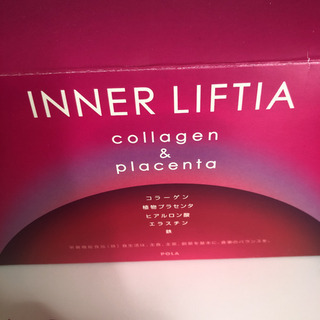 INNER LIFTIA
collagen
&
placenta
コラーゲン
植物プラセンタ
ヒアルロン酸
エラスチン
鉄
POLA